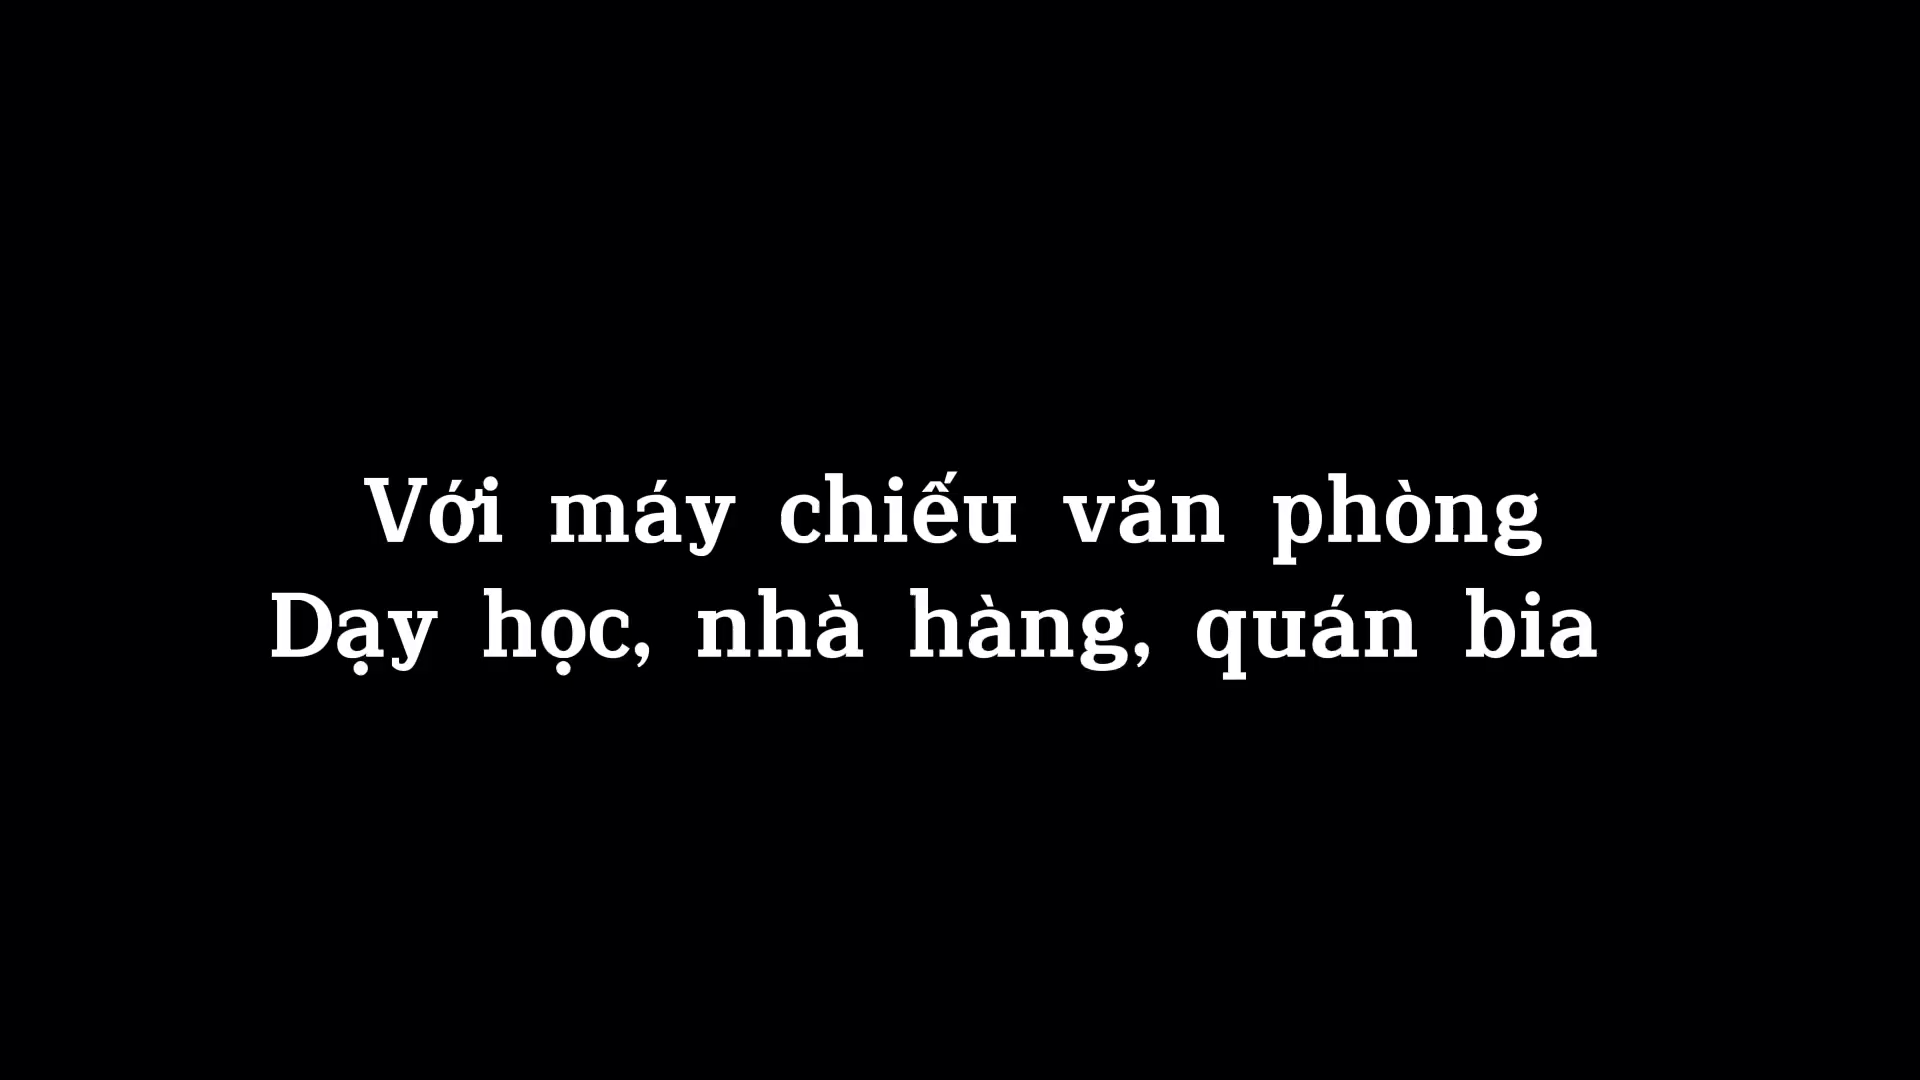 Với máy chiếu văn phòng
Dạy học, nhà hàng, quán bia